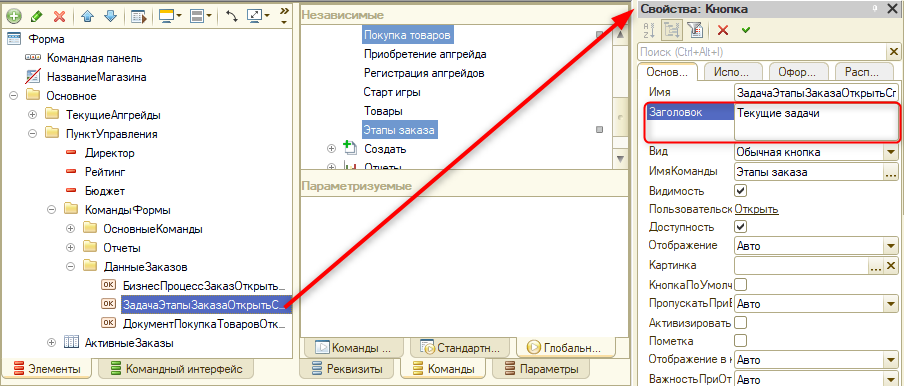 Форма
Командная панель
НазваниеМагазина
Основное
ТекущиеАпгрейды
ПунктУправления
Директор
Рейтинг
Бюджет
КомандыФормы
ОсновныеКоманды
Отчеты
ДанныеЗаказов
OK БизнесПроцессЗаказОткрыть...
OK ЗадачаЭтапыЗаказаОткрытьС...
OK ДокументПокупкаТоваровОтк...
АктивныеЗаказы
Элементы
Командный интерфейс
Независимые
Покупка товаров
Приобретение апгрейда
Регистрация апгрейдов
Старт игры
Товары
Этапы заказа
Создать
Отчеты
Параметризуемые
Команды ...
Стандартн...
Глобальн...
Реквизиты
Команды
Параметры
Свойства: Кнопка
Поиск (Ctrl+Alt+I)
Основ...
Испо...
Офор...
Расп...
Имя ЗадачаЭтапыЗаказаОткрытьСп
Заголовок Текущие задачи
Вид Обычная кнопка
ИмяКоманды Этапы заказа ...
Видимость
Пользовательск Открыть
Доступность
Отображение Авто
Картинка ...
КнопкаПоУмолч
ПропускатьПриВ Авто
Активизировать
Пометка
Отображение в к Авто
ВажностьПриОт Авто